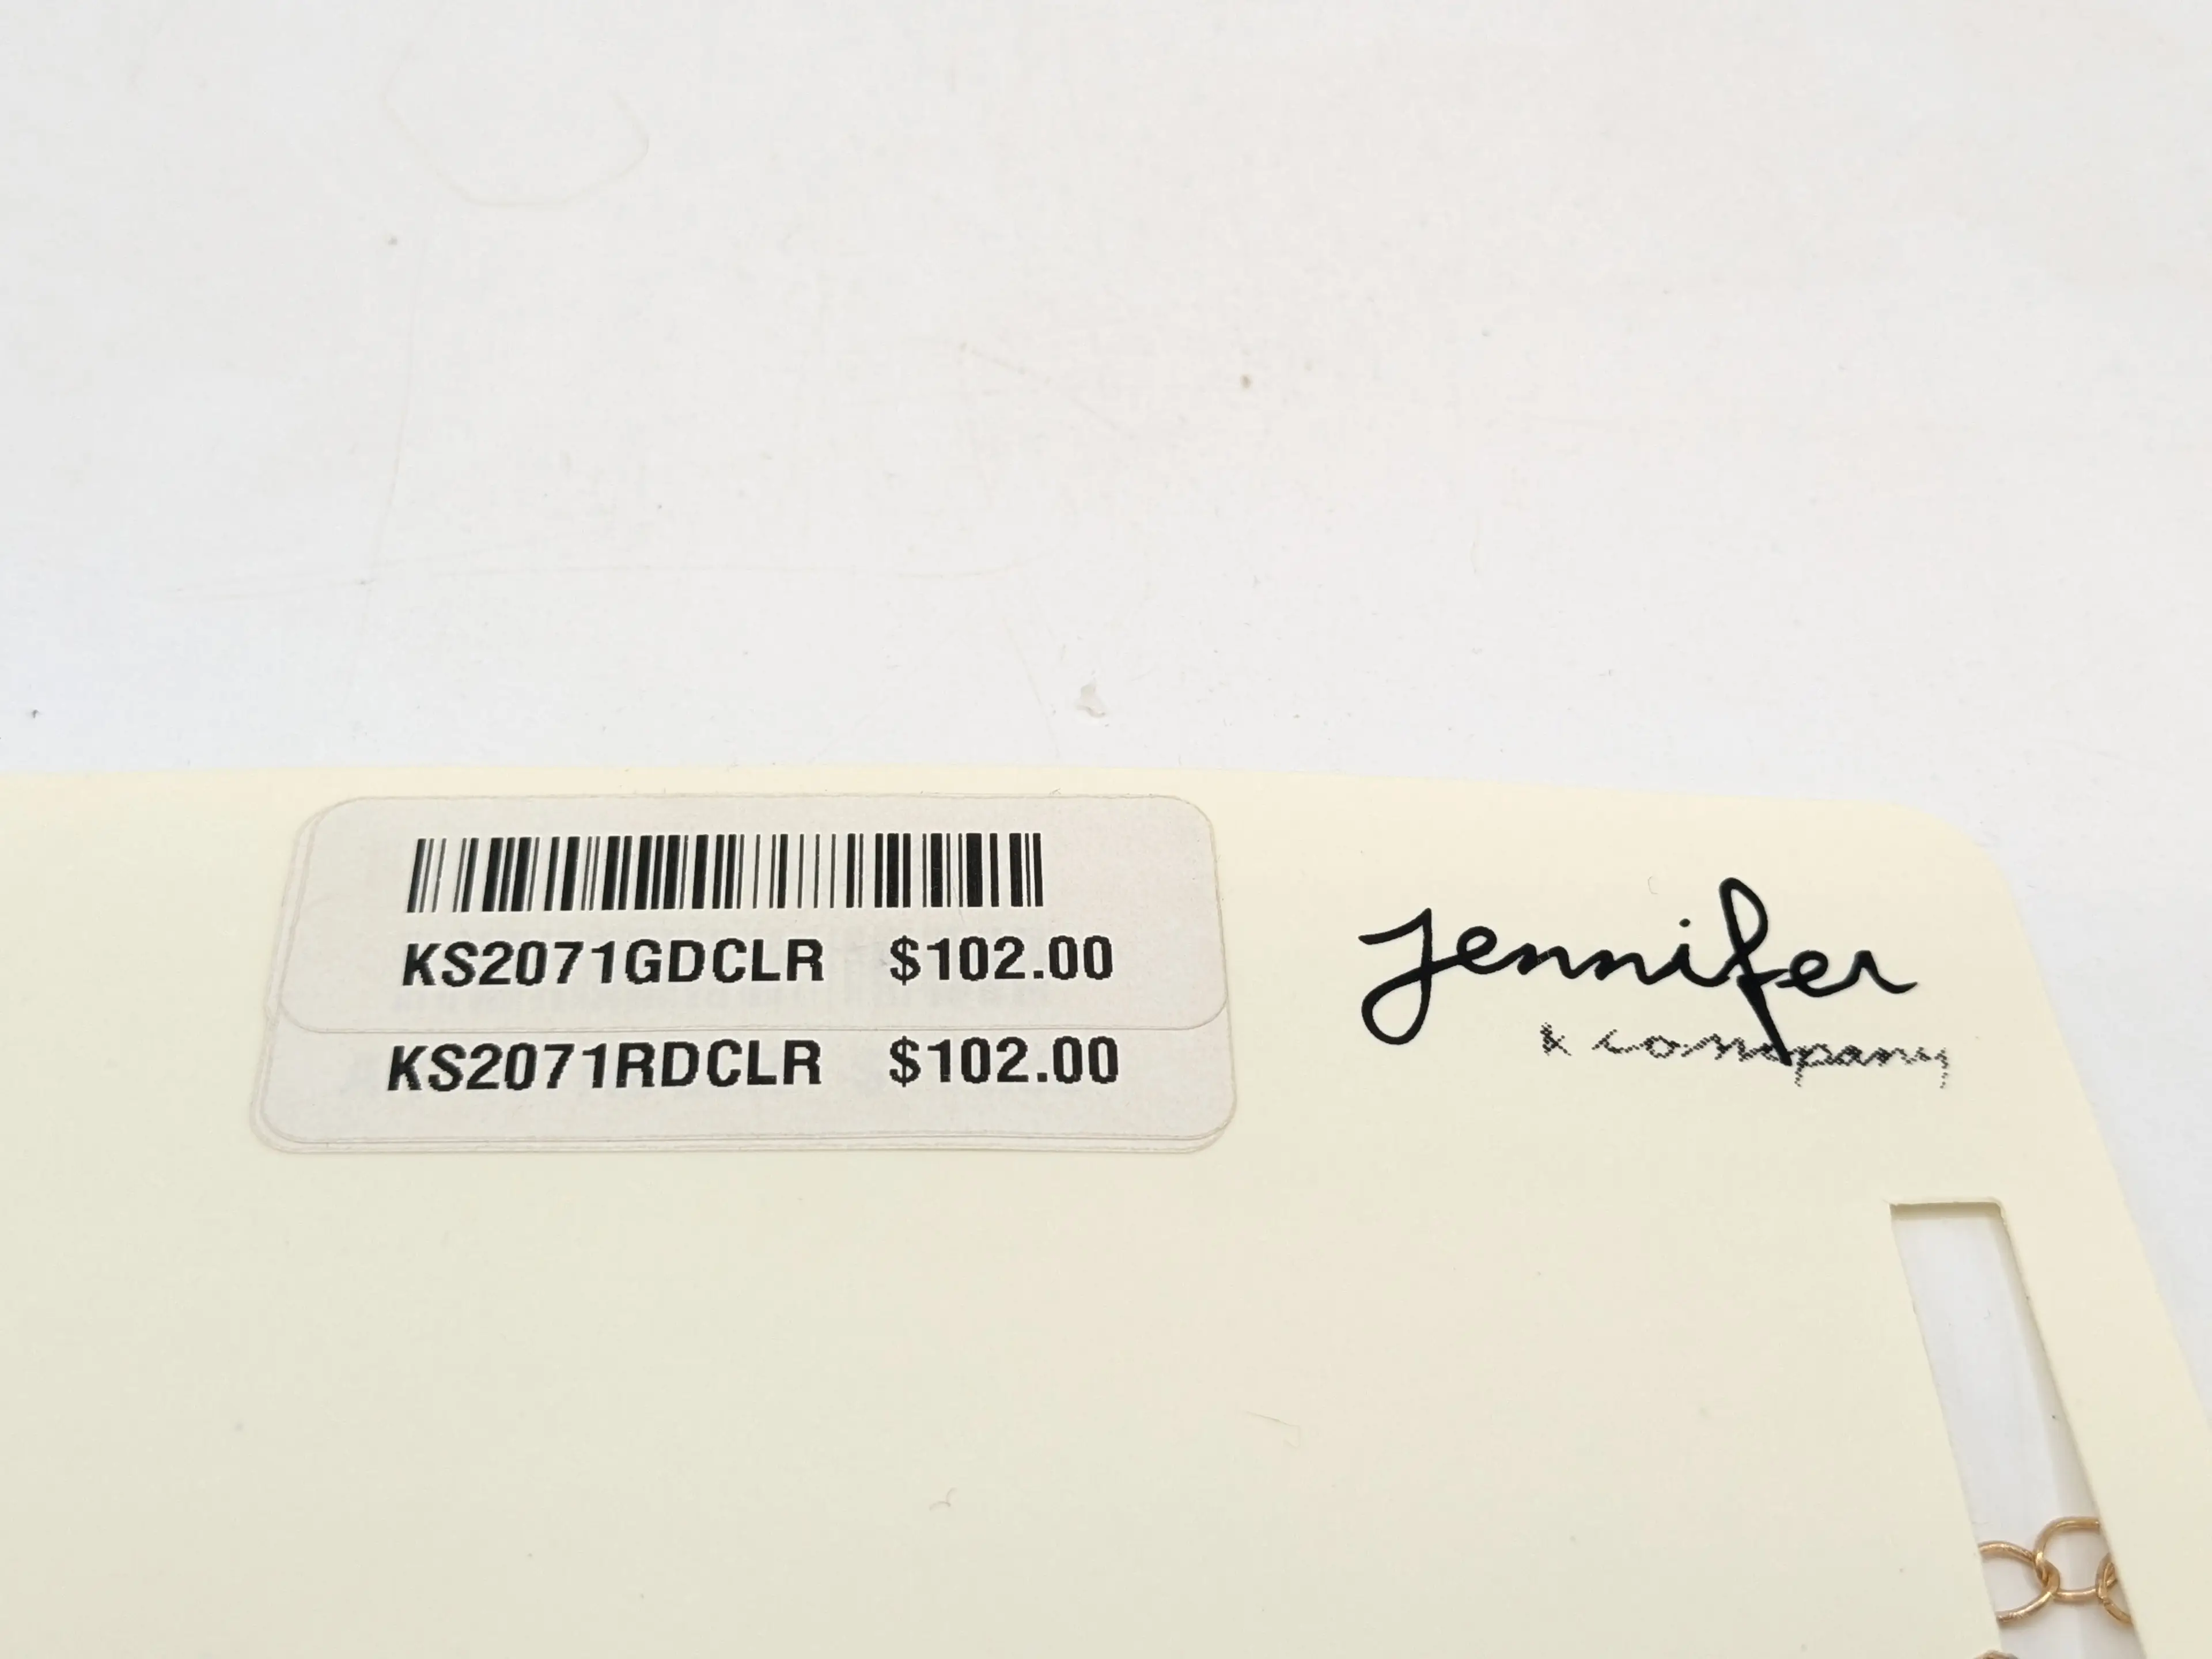 KS2071GDCLR $102.00
KS2071RDCLR $102.00
Jennifer
& company